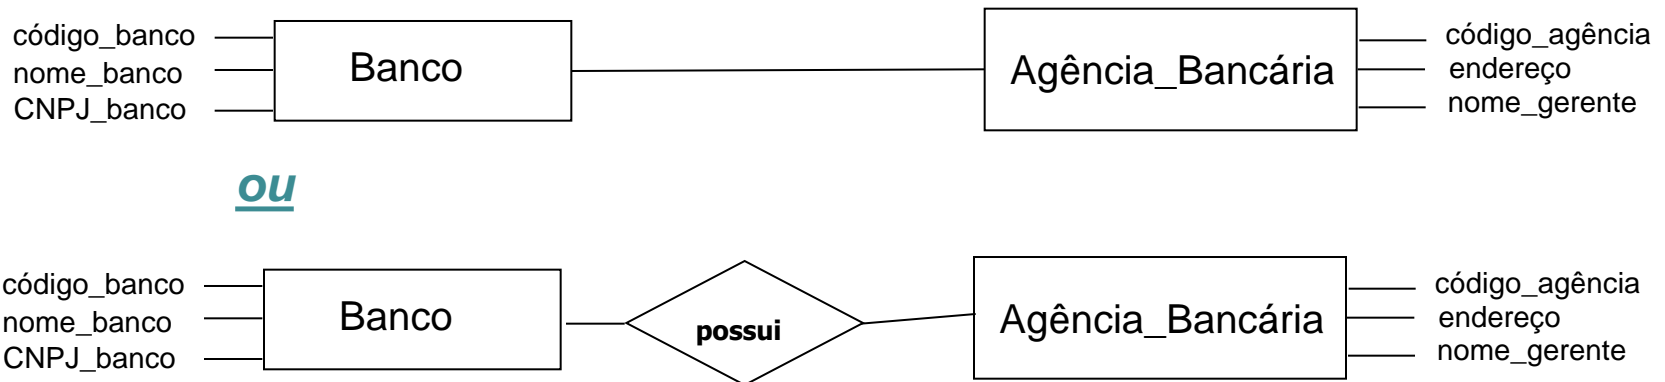 código_banco
nome_banco
CNPJ_banco
Banco
Agência_Bancária
código_agência
endereço
nome_gerente
ou
código_banco
nome_banco
CNPJ_banco
Banco
possui
Agência_Bancária
código_agência
endereço
nome_gerente